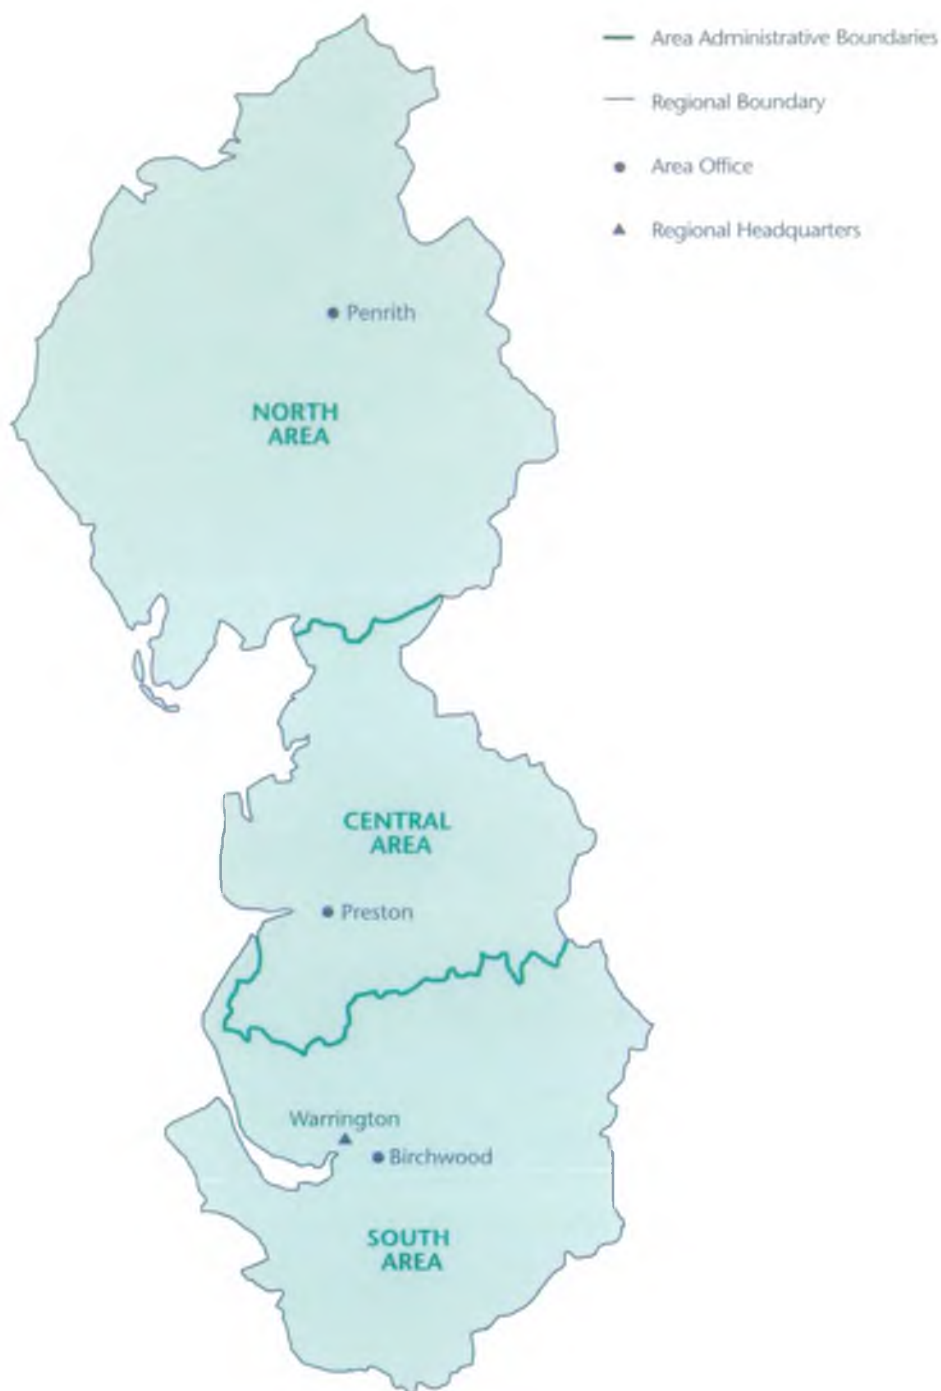 Area Administrative Boundaries
Regional Boundary
Area Office
Regional Headquarters
Penrith
NORTH
AREA
CENTRAL
AREA
Preston
Warrington
Birchwood
SOUTH
AREA